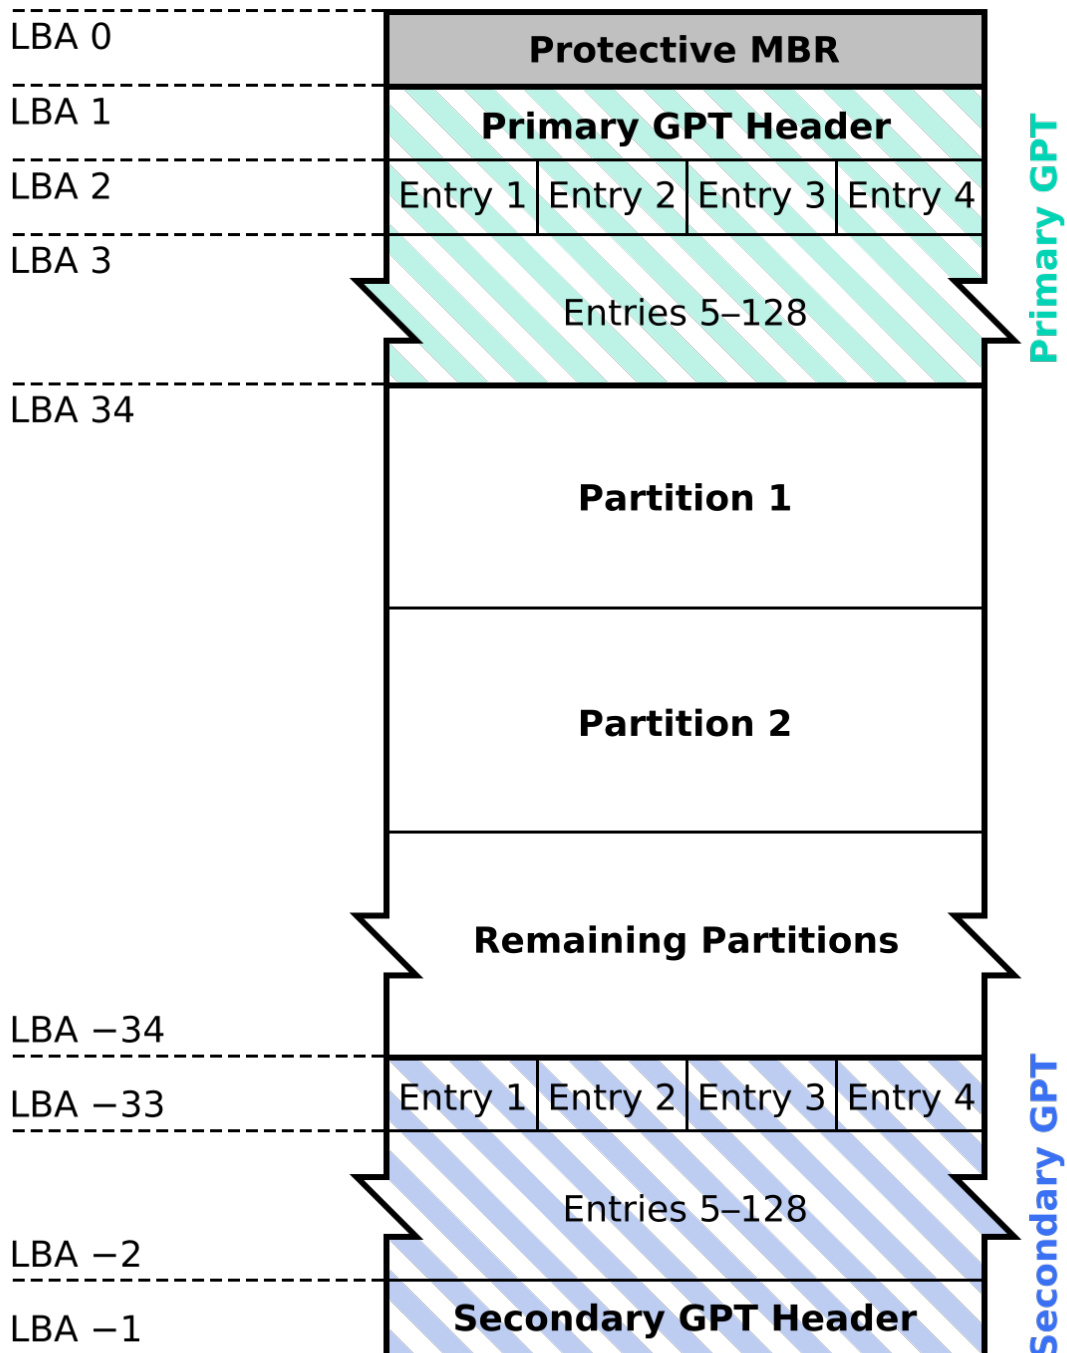 LBA 0
Protective MBR
LBA 1
Primary GPT Header
LBA 2
Entry 1
Entry 2
Entry 3
Entry 4
LBA 3
Entries 5–128
Primary GPT
LBA 34
Partition 1
Partition 2
Remaining Partitions
LBA −34
LBA −33
Entry 1
Entry 2
Entry 3
Entry 4
Entries 5–128
LBA −2
LBA −1
Secondary GPT Header
Secondary GPT